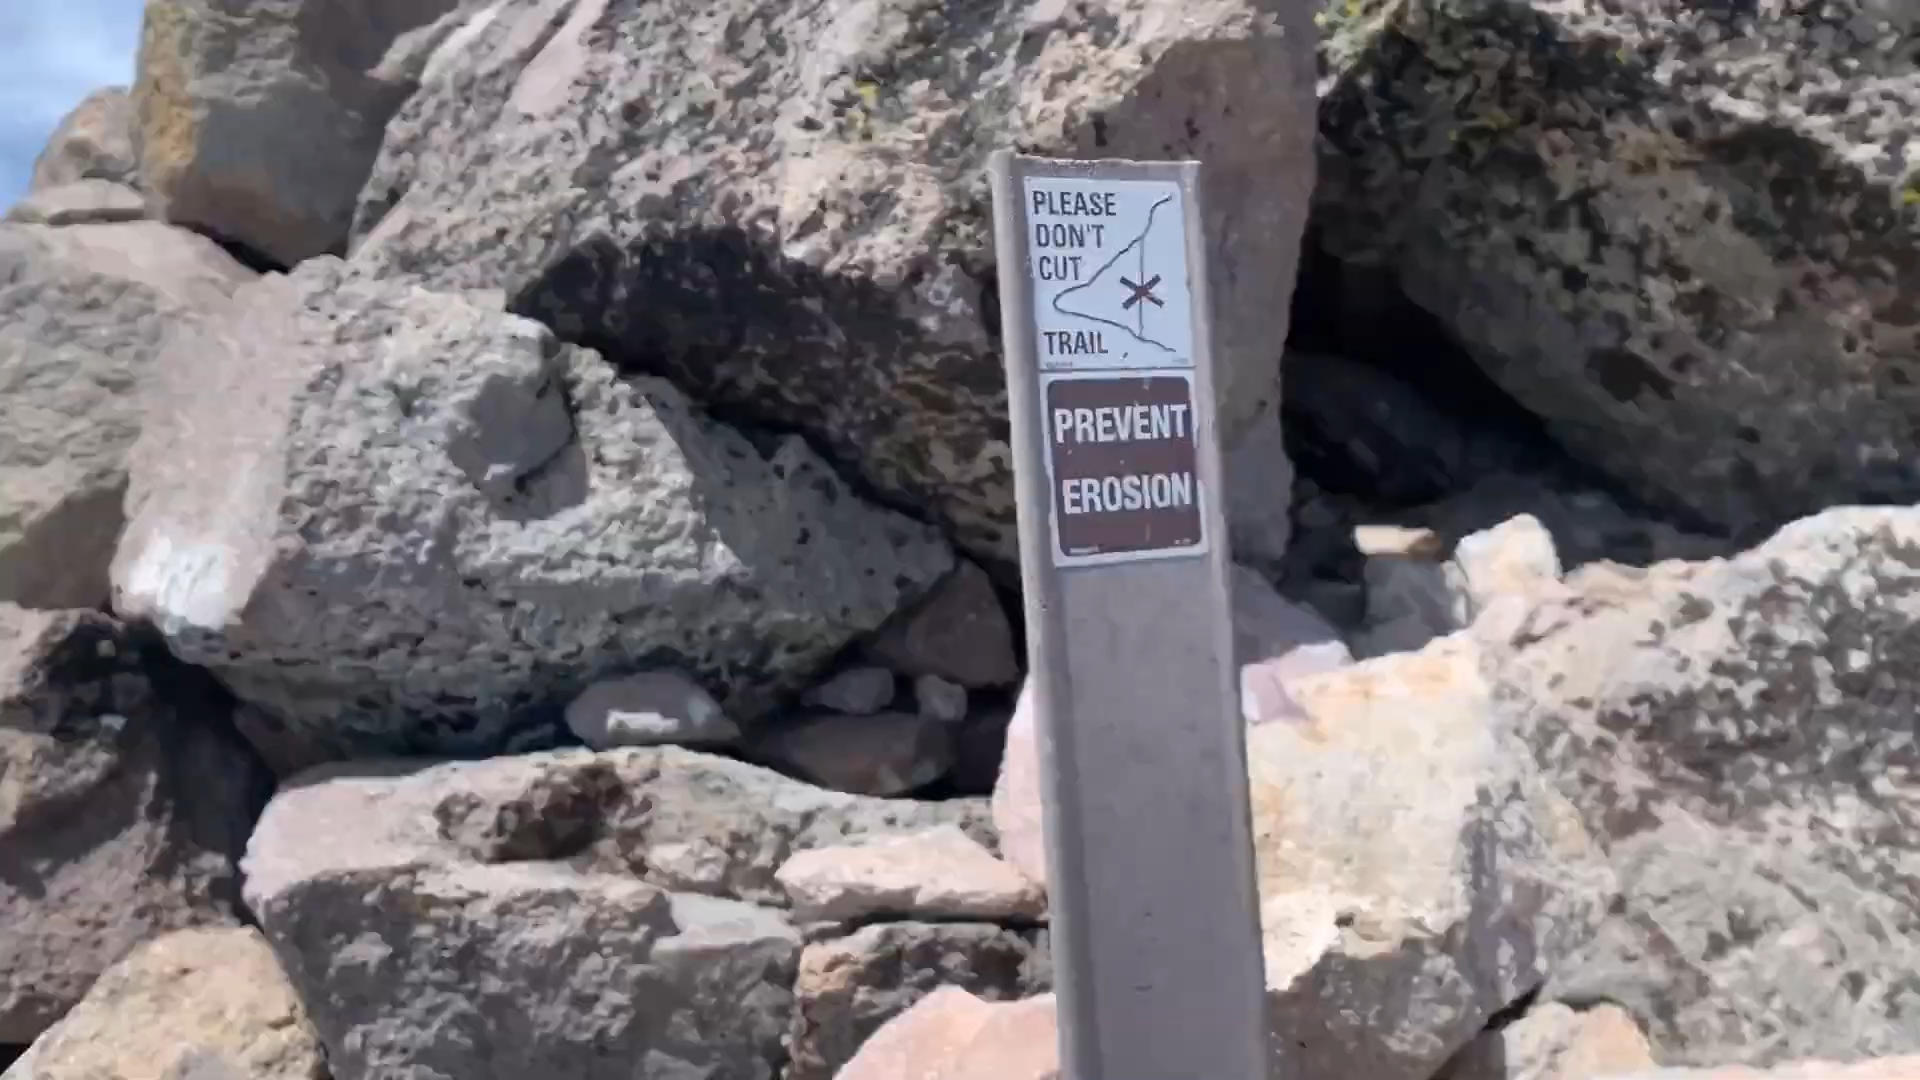 PLEASE
DON'T
CUT
TRAIL
PREVENT
EROSION